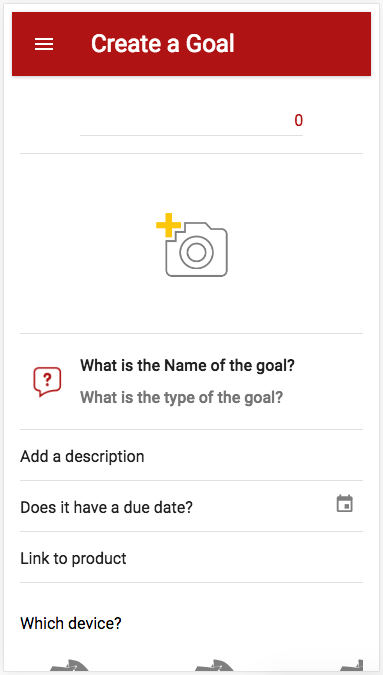 Create a Goal
0
?
What is the Name of the goal?
What is the type of the goal?
Add a description
Does it have a due date?
Link to product
Which device?